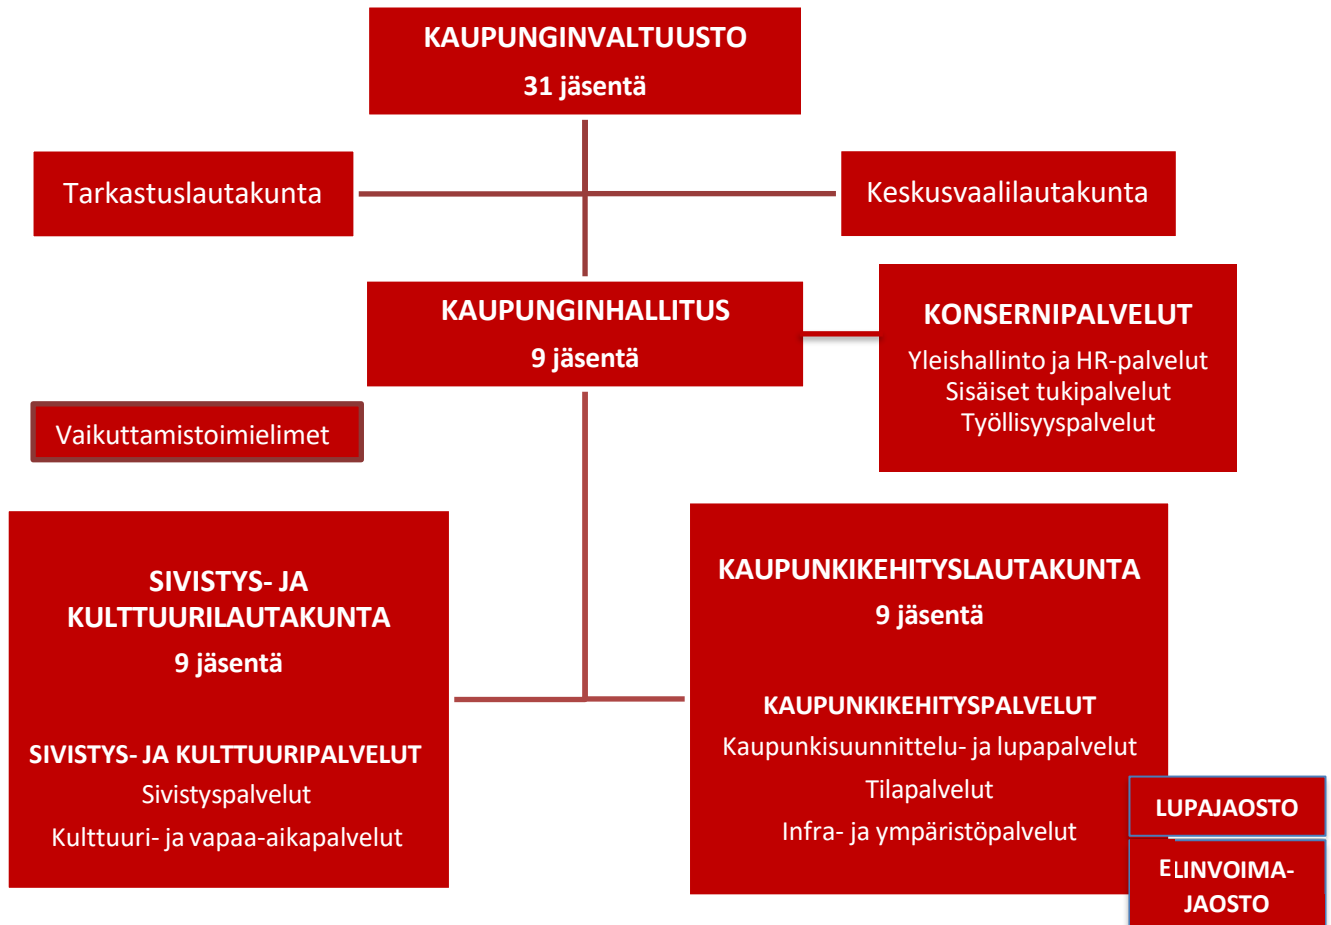 KAUPUNGINVALTUUSTO
31 jäsentä
Tarkastuslautakunta
Keskusvaalilautakunta
KAUPUNGINHALLITUS
9 jäsentä
KONSERNIPALVELUT
Yleishallinto ja HR-palvelut
Sisäiset tukipalvelut
Työllisyyspalvelut
Vaikuttamistoimielimet
SIVISTYS- JA
KULTTUURILAUTAKUNTA
9 jäsentä
SIVISTYS- JA KULTTUURIPALVELUT
Sivistyspalvelut
Kulttuuri- ja vapaa-aikapalvelut
KAUPUNKIKEHITYSLAUTAKUNTA
9 jäsentä
KAUPUNKIKEHITYSPALVELUT
Kaupunkisuunnittelu- ja lupapalvelut
Tilapalvelut
Infra- ja ympäristöpalvelut
LUPAJAOSTO
ELINVOIMA-
JAOSTO